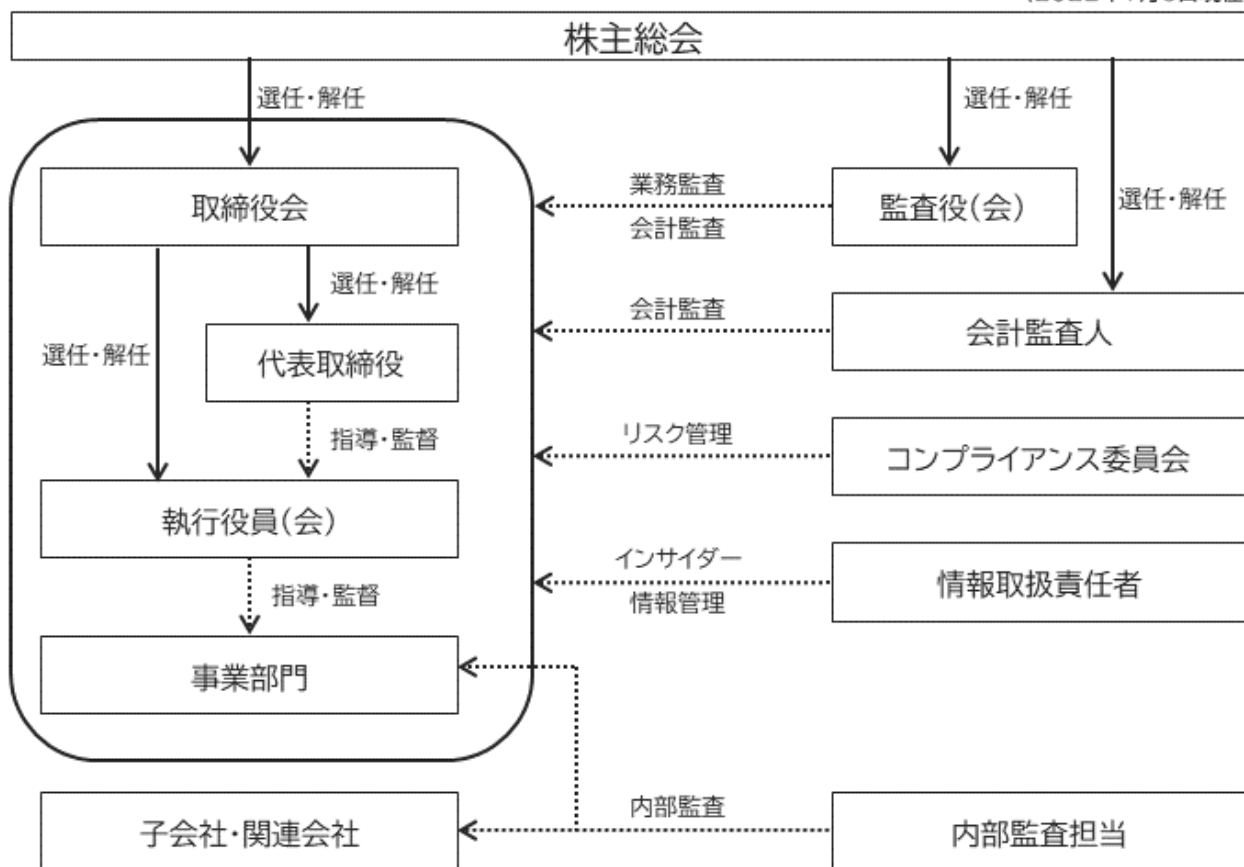 株主総会
選任・解任
選任・解任
取締役会
業務監査
会計監査
監査役(会)
選任・解任
選任・解任
会計監査
会計監査人
選任・解任
代表取締役
指導・監督
リスク管理
コンプライアンス委員会
執行役員(会)
インサイダー
情報管理
情報取扱責任者
指導・監督
事業部門
子会社・関連会社
内部監査
内部監査担当